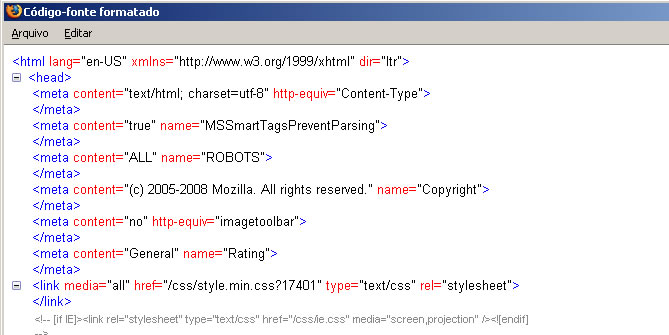 Código-fonte formatado
Arquivo Editar
<html lang="en-US" xmlns="http://www.w3.org/1999/xhtml" dir="ltr">
<head>
<meta content="text/html; charset=utf-8" http-equiv="Content-Type">
</meta>
<meta content="true" name="MSSmartTagsPreventParsing">
</meta>
<meta content="ALL" name="ROBOTS">
</meta>
<meta content="(c) 2005-2008 Mozilla. All rights reserved." name="Copyright">
</meta>
<meta content="no" http-equiv="imagetoolbar">
</meta>
<meta content="General" name="Rating">
</meta>
<link media="all" href="/css/style.min.css?17401" type="text/css" rel="stylesheet">
</link>
<!-- [if IE]><link rel="stylesheet" type="text/css" href="/css/ie.css" media="screen,projection" /><![endif]
-->